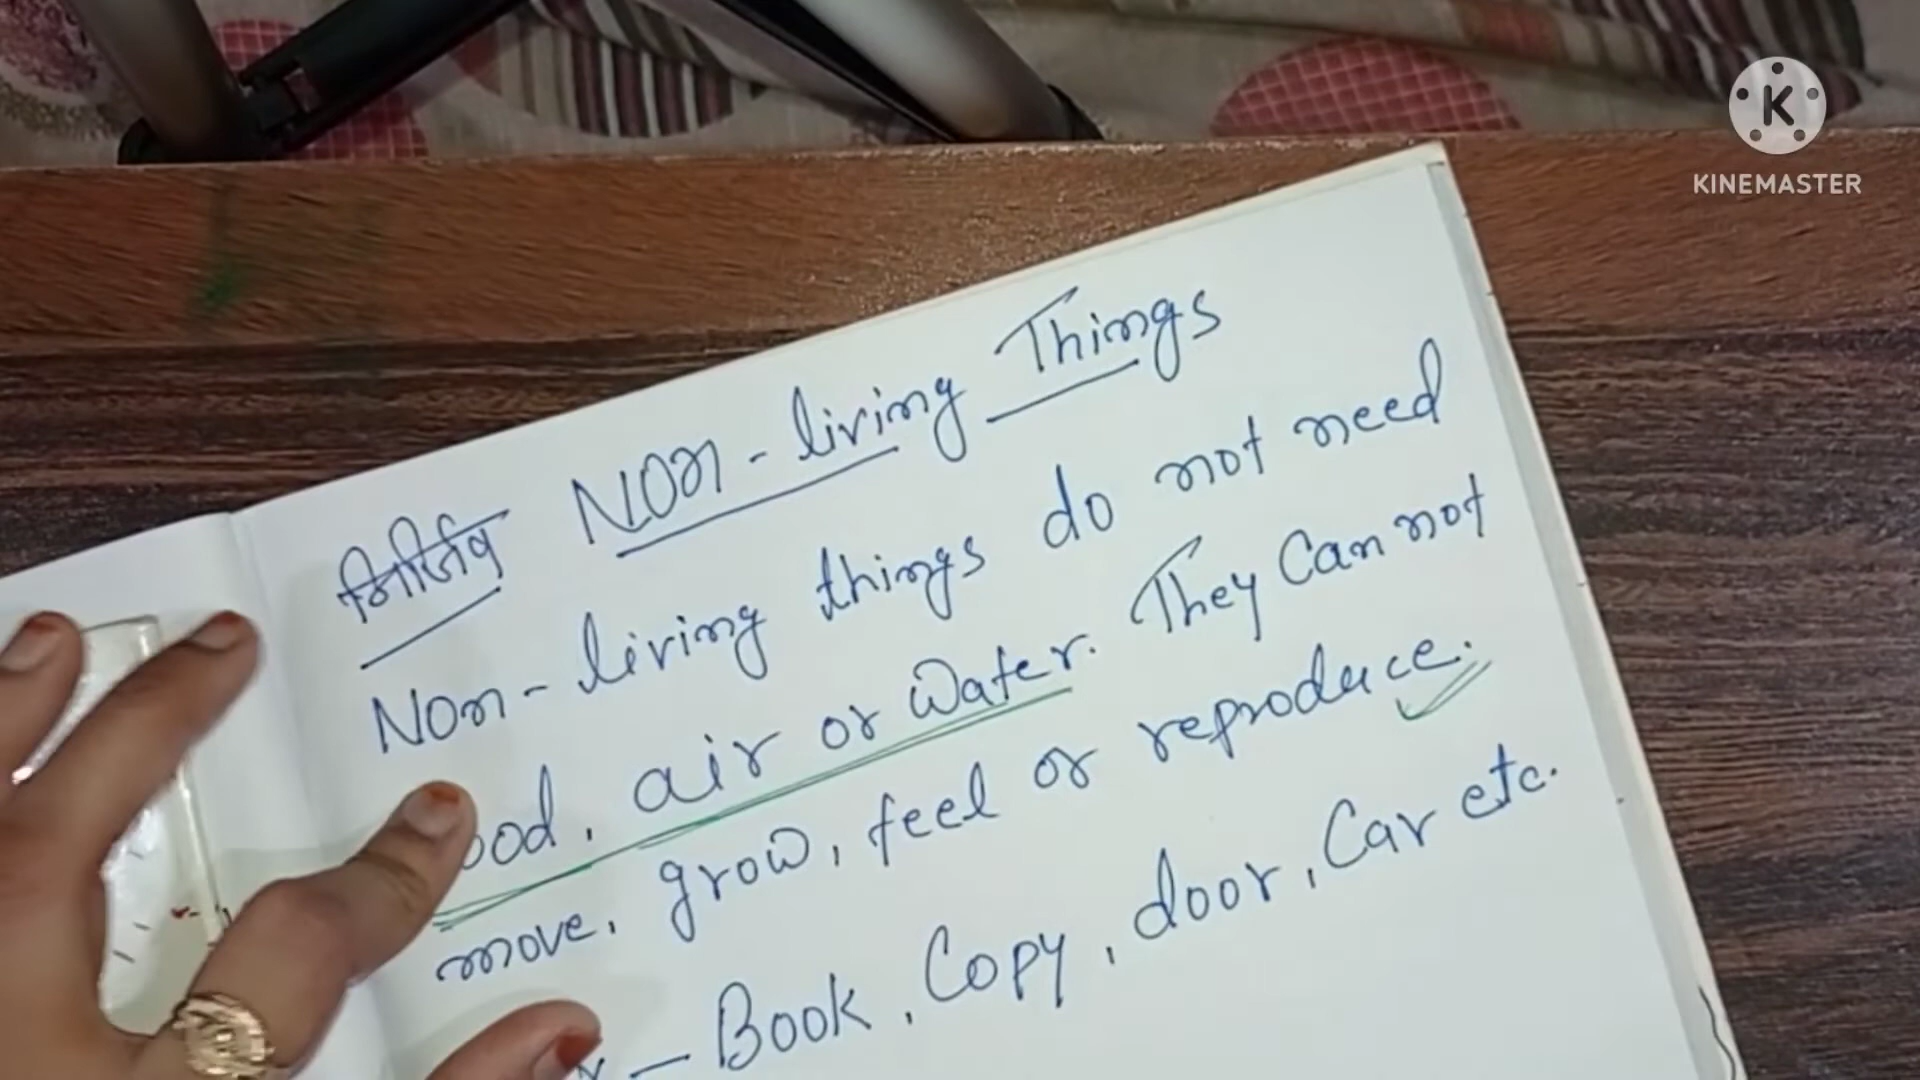 K
KINEMASTER
निर्जीव Non-living Things
Non-living things do not need
ood, air or water. They Can not
move, grow, feel or reproduce.
x - Book, Copy, door, Car etc.